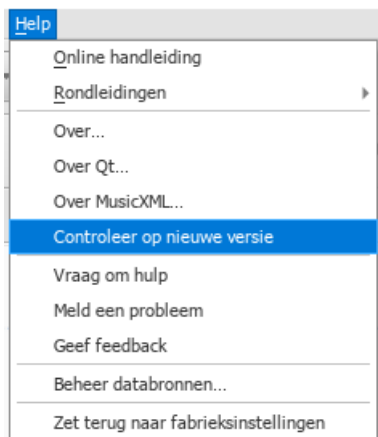 Help
Online handleiding
Rondleidingen
Over...
Over Qt...
Over MusicXML...
Controleer op nieuwe versie
Vraag om hulp
Meld een probleem
Geef feedback
Beheer databronnen...
Zet terug naar fabrieksinstellingen